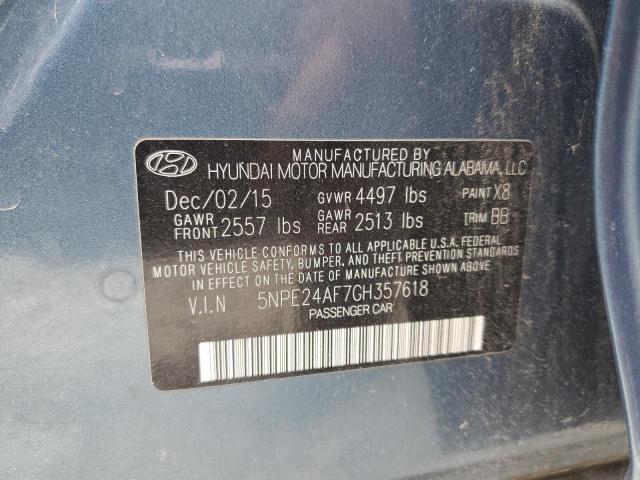 MANUFACTURED BY
HYUNDAI MOTOR MANUFACTURING ALABAMA, LLC
Dec/02/15 GVWR 4497 lbs PAINT X8
GAWR FRONT 2557 lbs GAWR REAR 2513 lbs TRIM BB
THIS VEHICLE CONFORMS TO ALL APPLICABLE U.S.A. FEDERAL
MOTOR VEHICLE SAFETY, BUMPER, AND THEFT PREVENTION STANDARDS
IN EFFECT ON THE DATE OF MANUFACTURE SHOWN ABOVE.
V.I.N 5NPE24AF7GH357618
PASSENGER CAR